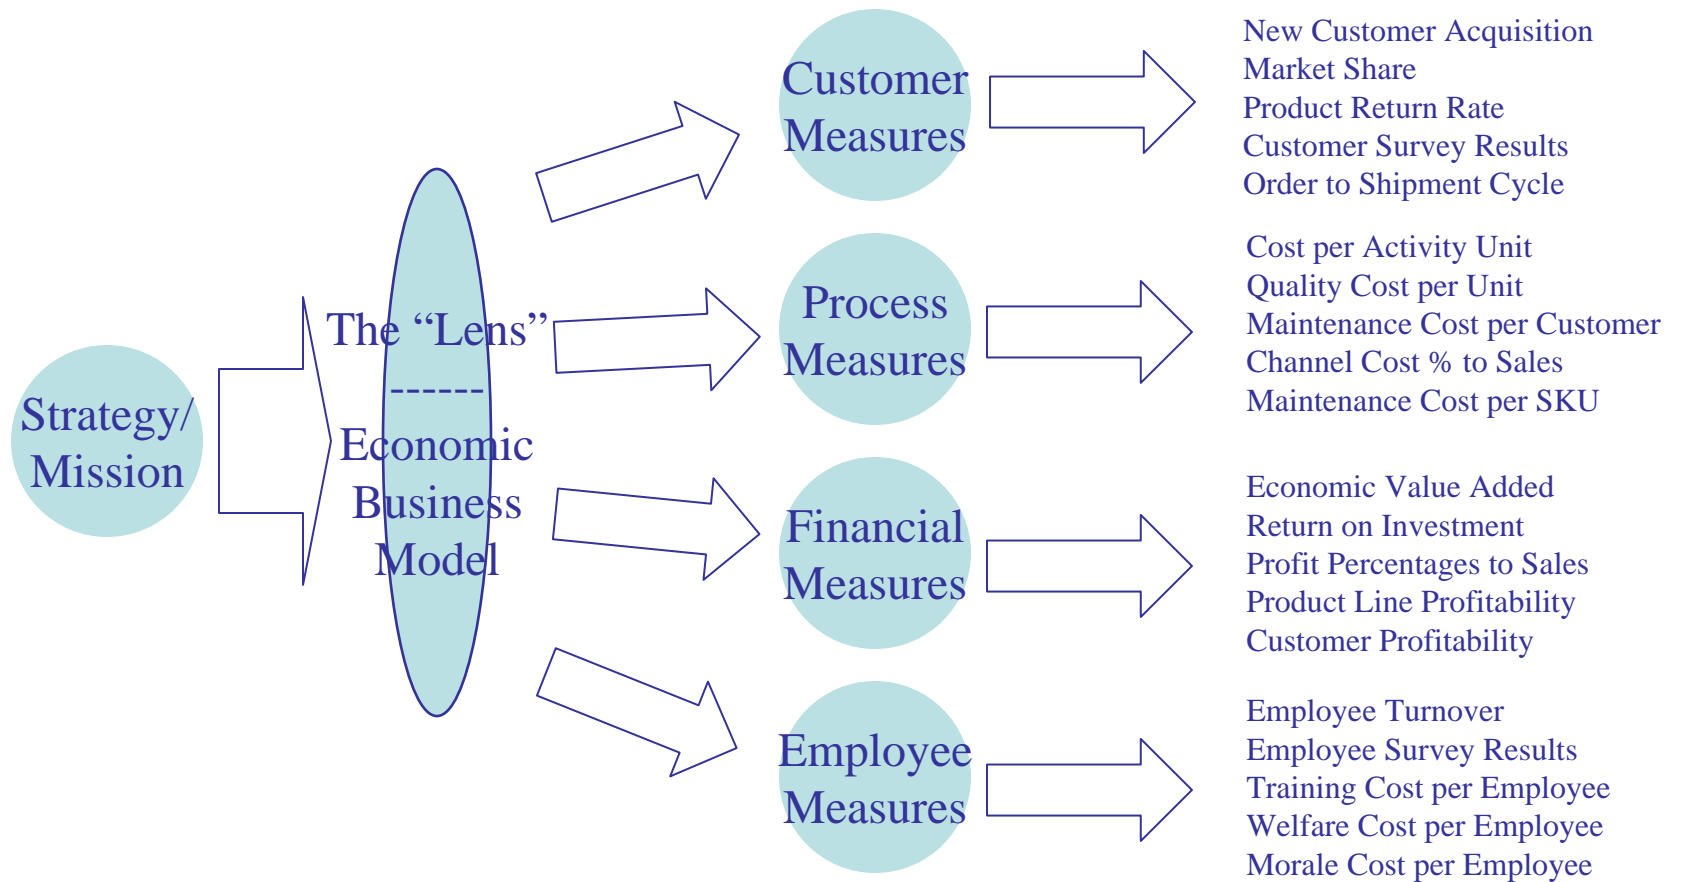 Strategy/
Mission
The “Lens”
------
Economic
Business
Model
Customer
Measures
New Customer Acquisition
Market Share
Product Return Rate
Customer Survey Results
Order to Shipment Cycle
Process
Measures
Cost per Activity Unit
Quality Cost per Unit
Maintenance Cost per Customer
Channel Cost % to Sales
Maintenance Cost per SKU
Financial
Measures
Economic Value Added
Return on Investment
Profit Percentages to Sales
Product Line Profitability
Customer Profitability
Employee
Measures
Employee Turnover
Employee Survey Results
Training Cost per Employee
Welfare Cost per Employee
Morale Cost per Employee